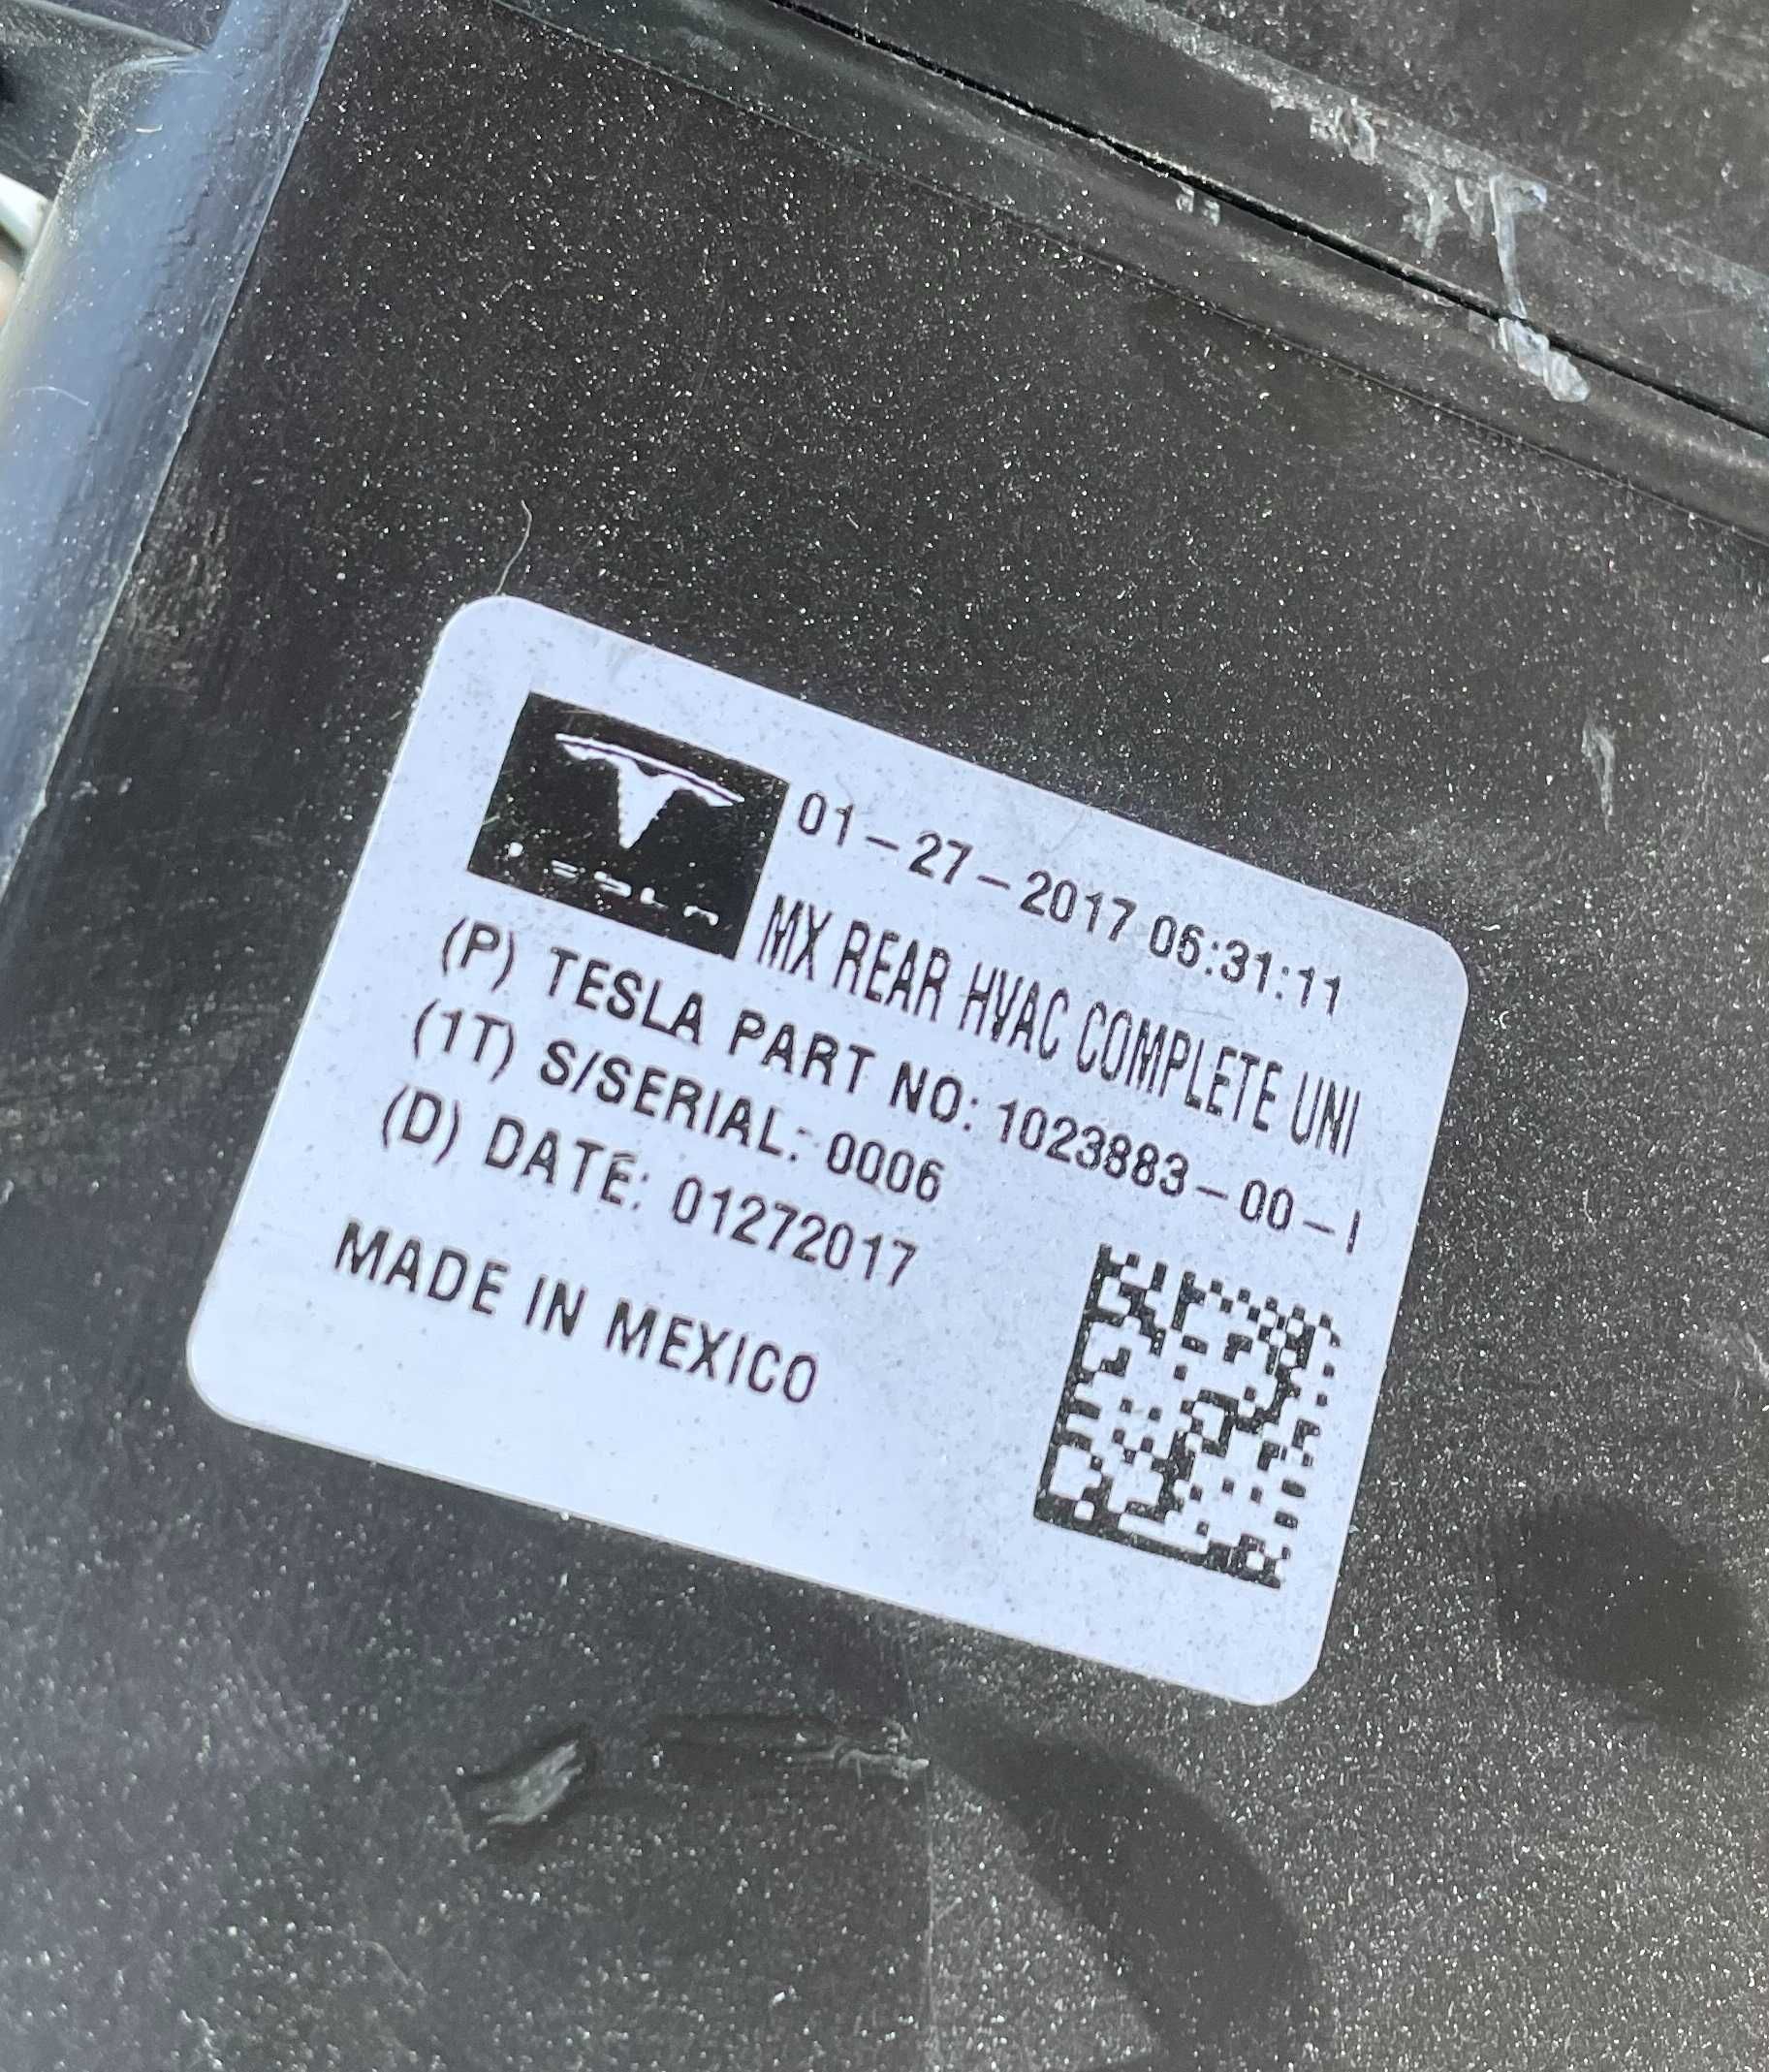 TESLA
01-27-2017 06:31:11
MX REAR HVAC COMPLETE UNI
(P) TESLA PART NO: 1023883-00-I
(1T) S/SERIAL: 0006
(D) DATE: 01272017
MADE IN MEXICO